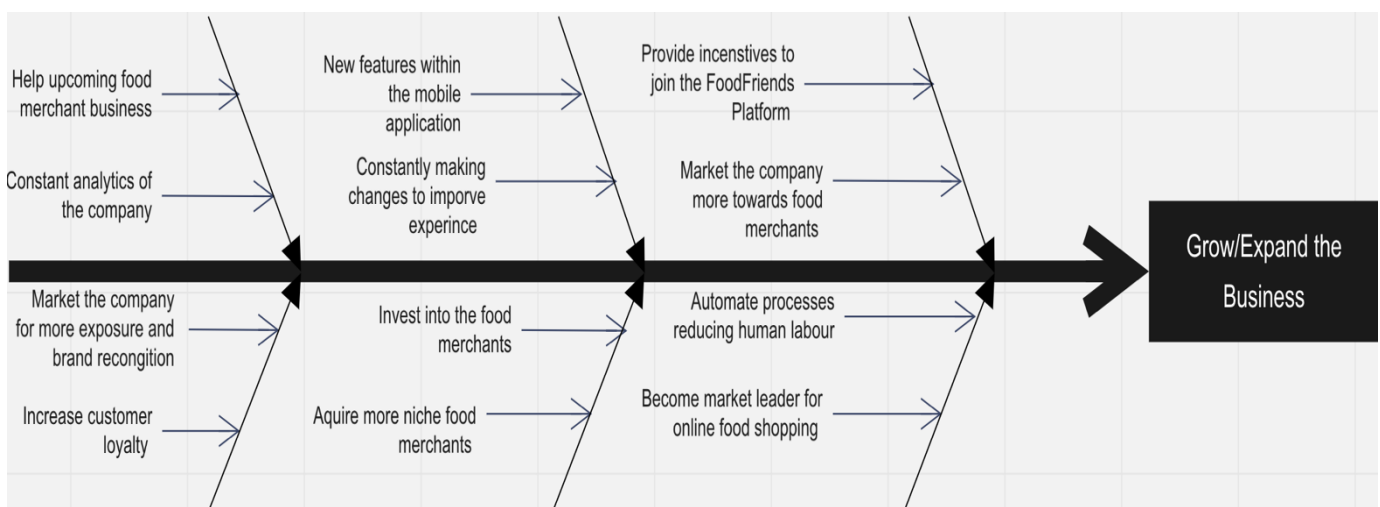 Help upcoming food
merchant business
Constant analytics of
the company
New features within
the mobile
application
Constantly making
changes to imporve
experince
Provide incenstives to
join the FoodFriends
Platform
Market the company
more towards food
merchants
Grow/Expand the
Business
Market the company
for more exposure and
brand recongition
Increase customer
loyalty
Invest into the food
merchants
Aquire more niche food
merchants
Automate processes
reducing human labour
Become market leader for
online food shopping